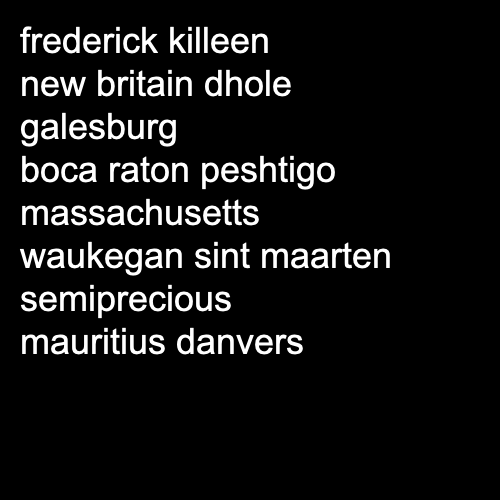 frederick killeen
new britain dhole
galesburg
boca raton peshtigo
massachusetts
waukegan sint maarten
semiprecious
mauritius danvers